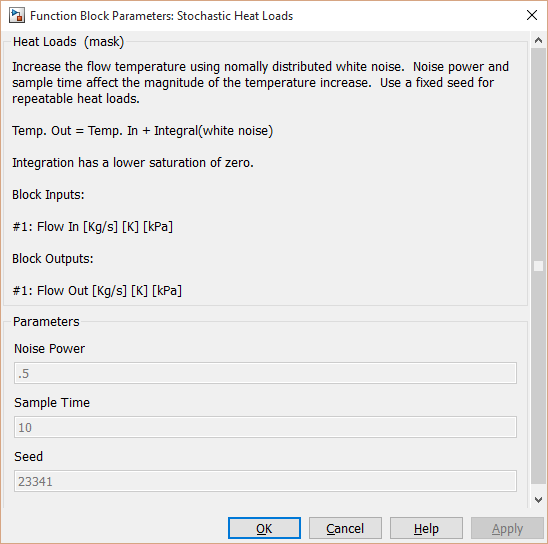 Function Block Parameters: Stochastic Heat Loads
Heat Loads (mask)
Increase the flow temperature using nomally distributed white noise. Noise power and
sample time affect the magnitude of the temperature increase. Use a fixed seed for
repeatable heat loads.
Temp. Out = Temp. In + Integral(white noise)
Integration has a lower saturation of zero.
Block Inputs:
#1: Flow In [Kg/s] [K] [kPa]
Block Outputs:
#1: Flow Out [Kg/s] [K] [kPa]
Parameters
Noise Power
.5
Sample Time
10
Seed
23341
OK Cancel Help Apply